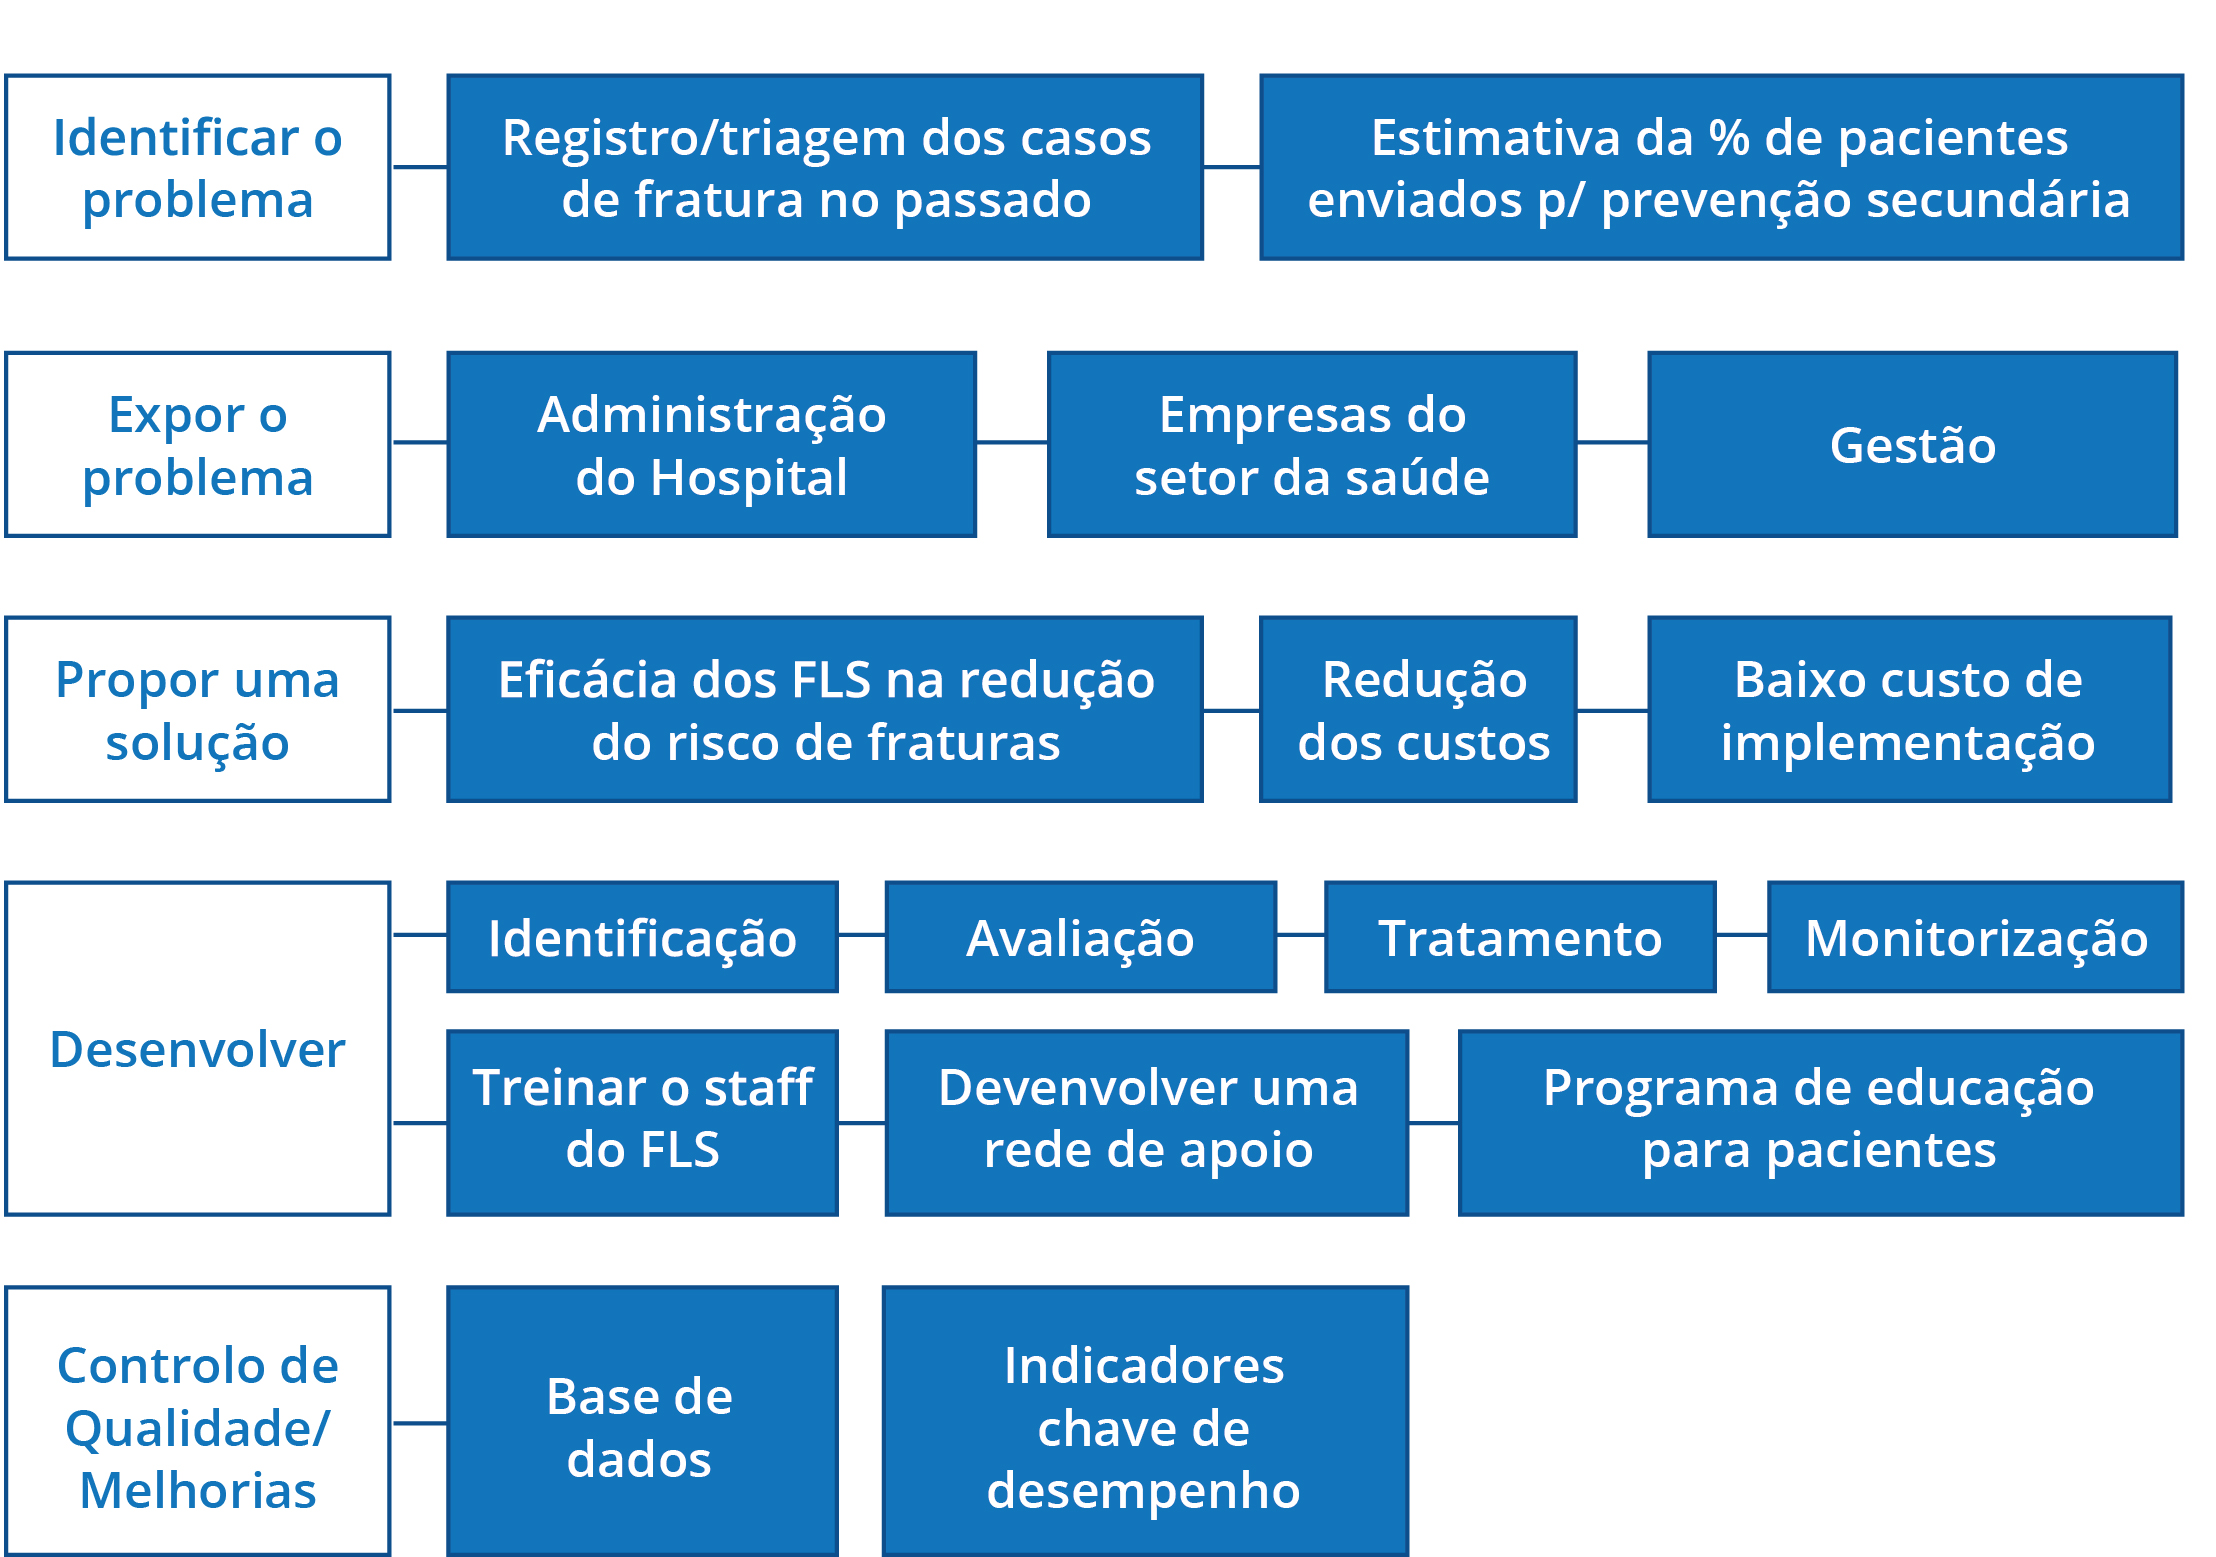 Identificar o
problema
Registro/triagem dos casos
de fratura no passado
Estimativa da % de pacientes
enviados p/ prevenção secundária
Expor o
problema
Administração
do Hospital
Empresas do
setor da saúde
Gestão
Propor uma
solução
Eficácia dos FLS na redução
do risco de fraturas
Redução
dos custos
Baixo custo de
implementação
Desenvolver
Identificação
Avaliação
Tratamento
Monitorização
Treinar o staff
do FLS
Devenvolver uma
rede de apoio
Programa de educação
para pacientes
Controlo de
Qualidade/
Melhorias
Base de
dados
Indicadores
chave de
desempenho